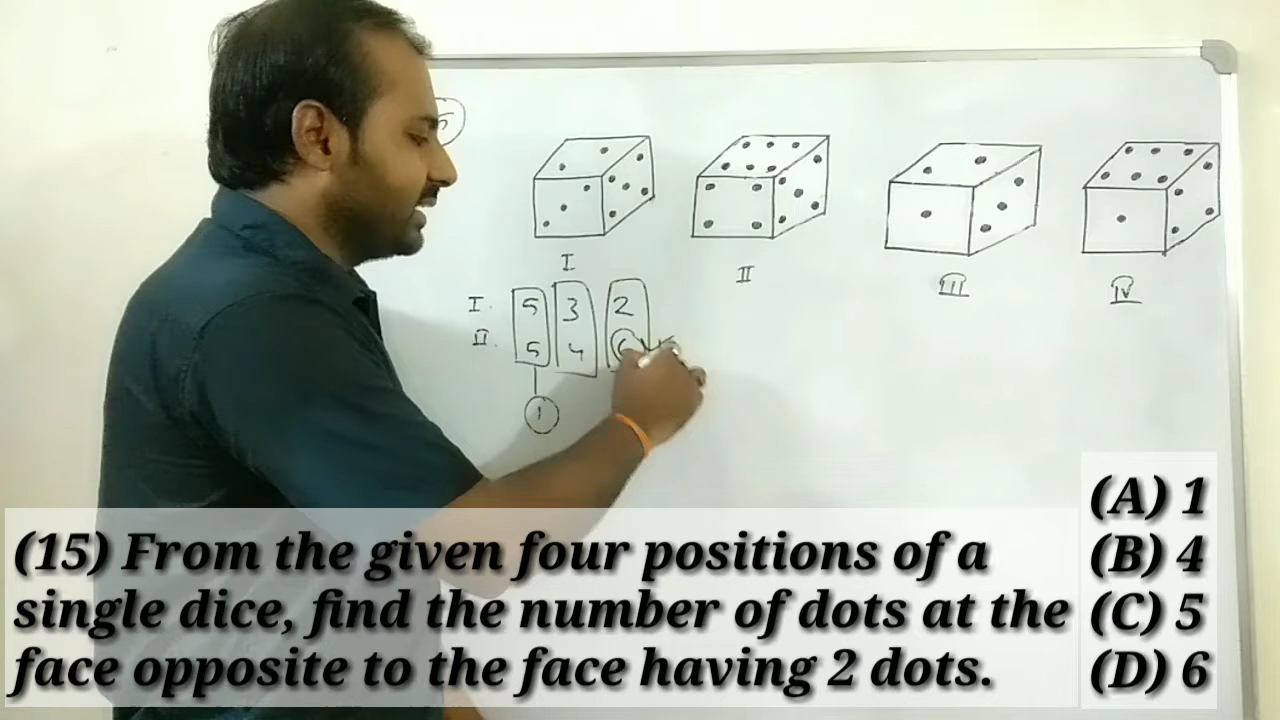 I
II
III
IV
I. 5 3 2
II. 5 4
1
(15) From the given four positions of a
single dice, find the number of dots at the
face opposite to the face having 2 dots.
(A) 1
(B) 4
(C) 5
(D) 6